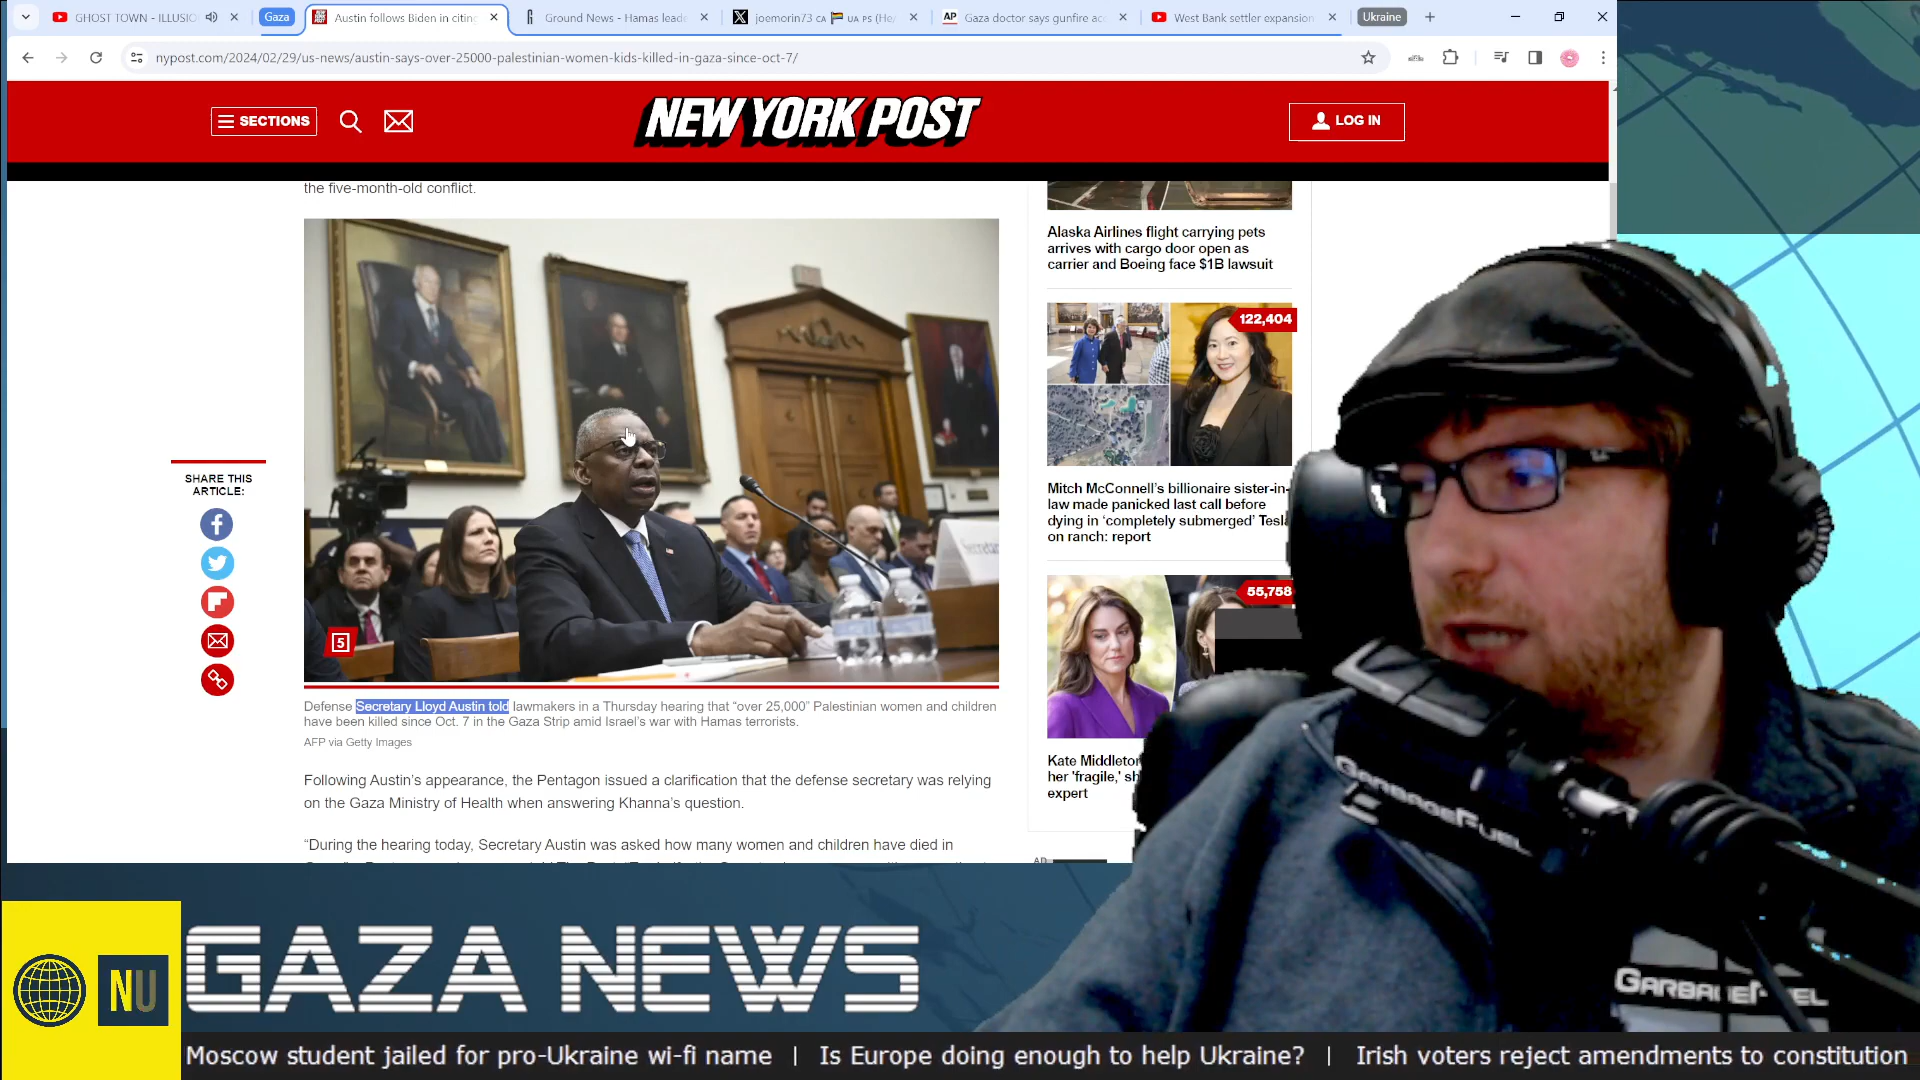 GHOST TOWN - ILLUSIO
Gaza
Austin follows Biden in citing
Ground News - Hamas leade
joemorin73
UA PS (He/
AP
Gaza doctor says gunfire acc
West Bank settler expansion
Ukraine
nypost.com/2024/02/29/us-news/austin-says-over-25000-palestinian-women-kids-killed-in-gaza-since-oct-7/
SECTIONS
NEW YORK POST
LOG IN
the five-month-old conflict.
SHARE THIS
ARTICLE:
5
Defense Secretary Lloyd Austin told lawmakers in a Thursday hearing that “over 25,000” Palestinian women and children
have been killed since Oct. 7 in the Gaza Strip amid Israel’s war with Hamas terrorists.
AFP via Getty Images
Following Austin’s appearance, the Pentagon issued a clarification that the defense secretary was relying
on the Gaza Ministry of Health when answering Khanna’s question.
“During the hearing today, Secretary Austin was asked how many women and children have died in
Alaska Airlines flight carrying pets
arrives with cargo door open as
carrier and Boeing face $1B lawsuit
122,404
Mitch McConnell’s billionaire sister-in-
law made panicked last call before
dying in ‘completely submerged’ Tesla
on ranch: report
55,758
Kate Middleton
her 'fragile,' sh
expert
AD
GARBAGEFUEL
GARBAGEFUEL
NU
GAZA NEWS
Moscow student jailed for pro-Ukraine wi-fi name | Is Europe doing enough to help Ukraine? | Irish voters reject amendments to constitution